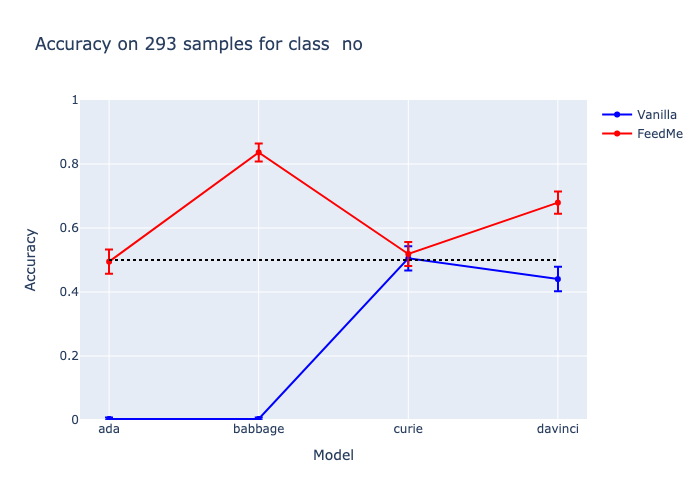 Accuracy on 293 samples for class  no
Vanilla
FeedMe
Accuracy
1
0.8
0.6
0.4
0.2
0
ada
babbage
curie
davinci
Model